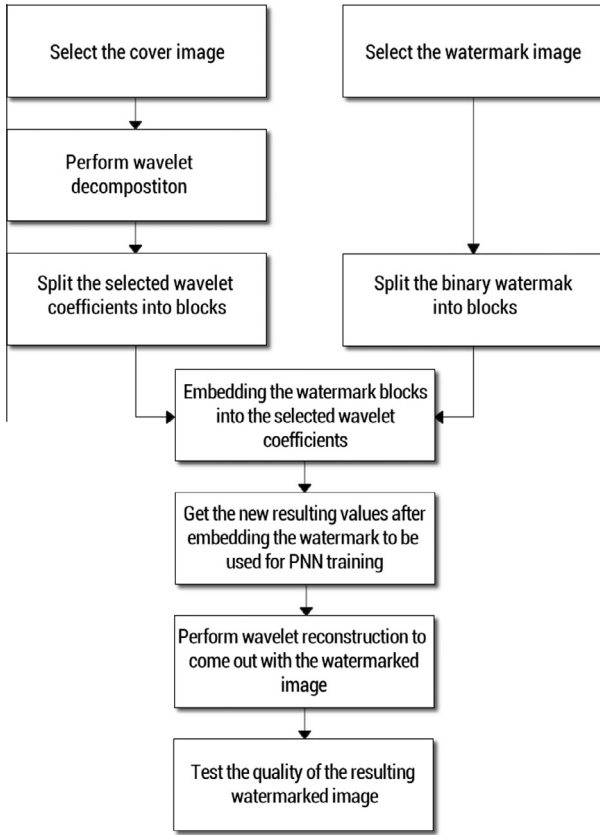 Select the cover image
Select the watermark image
Perform wavelet
decompostiton
Split the selected wavelet
coefficients into blocks
Split the binary watermak
into blocks
Embedding the watermark blocks
into the selected wavelet
coefficients
Get the new resulting values after
embedding the watermark to be
used for PNN training
Perform wavelet reconstruction to
come out with the watermarked
image
Test the quality of the resulting
watermarked image